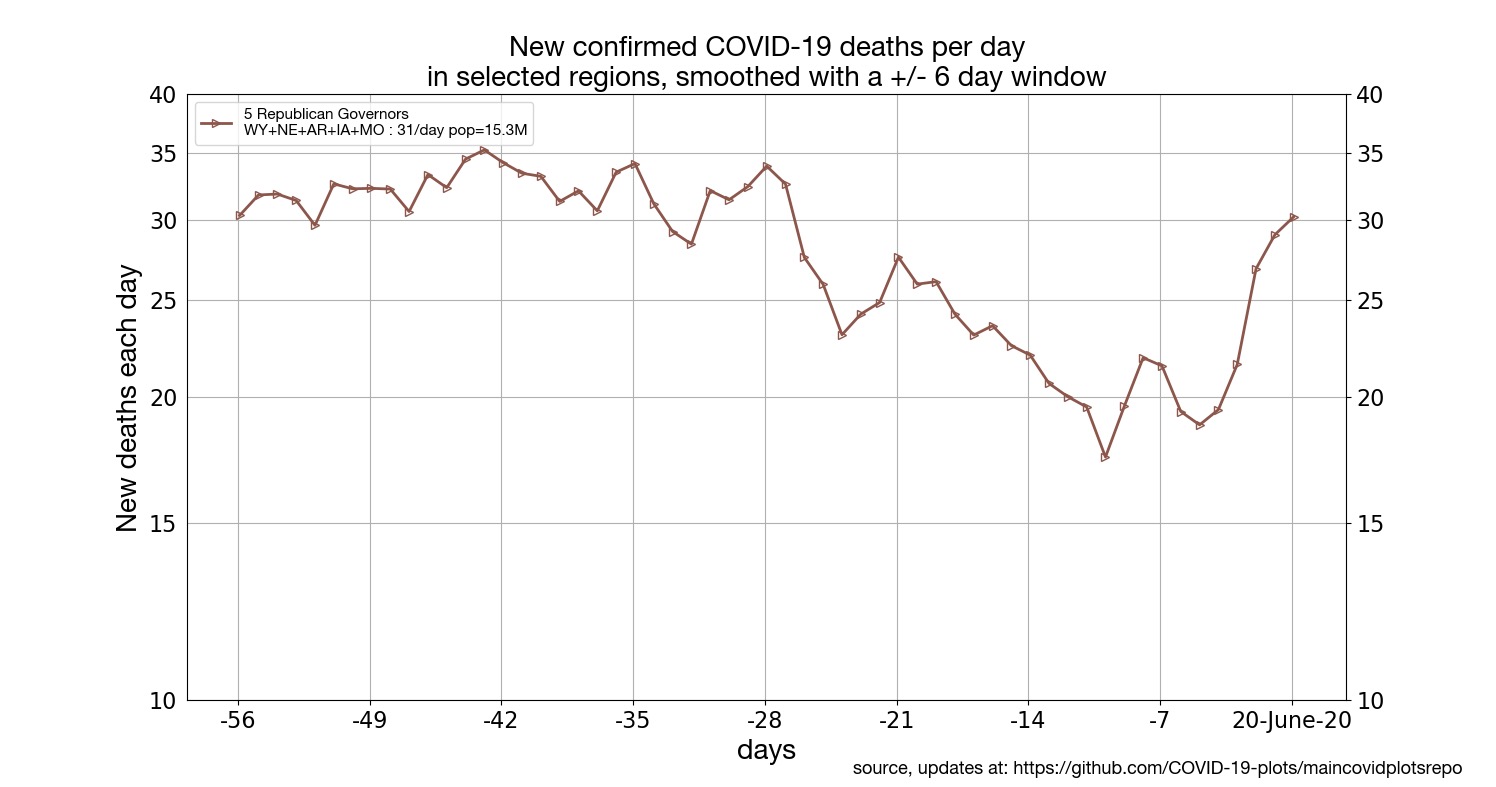 New confirmed COVID-19 deaths per day
in selected regions, smoothed with a +/- 6 day window
40 40
5 Republican Governors
WY+NE+AR+IA+MO : 31/day pop=15.3M
35 35
30 30
25 25
New deaths each day
20 20
15 15
10 10
-56 -49 -42 -35 -28 -21 -14 -7 20-June-20
days
source, updates at: https://github.com/COVID-19-plots/maincovidplotsrepo